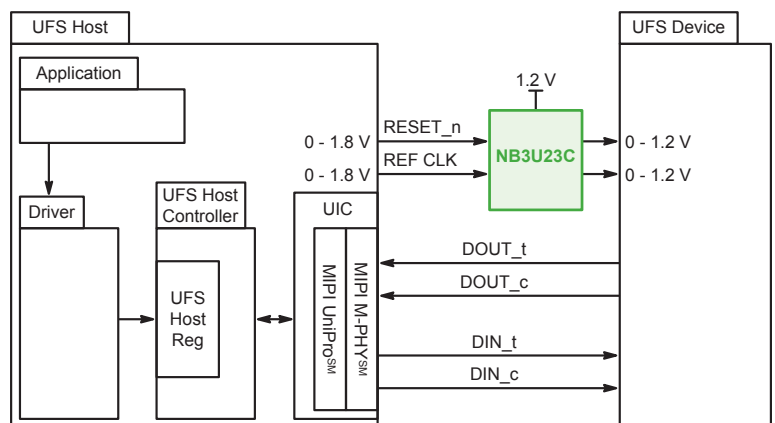 UFS Host
UFS Device
Application
1.2 V
RESET_n
0 - 1.8 V
NB3U23C
0 - 1.2 V
REF CLK
0 - 1.8 V
0 - 1.2 V
Driver
UFS Host
Controller
UIC
UFS
Host
Reg
MIPI UniProSM
MIPI M-PHYSM
DOUT_t
DOUT_c
DIN_t
DIN_c